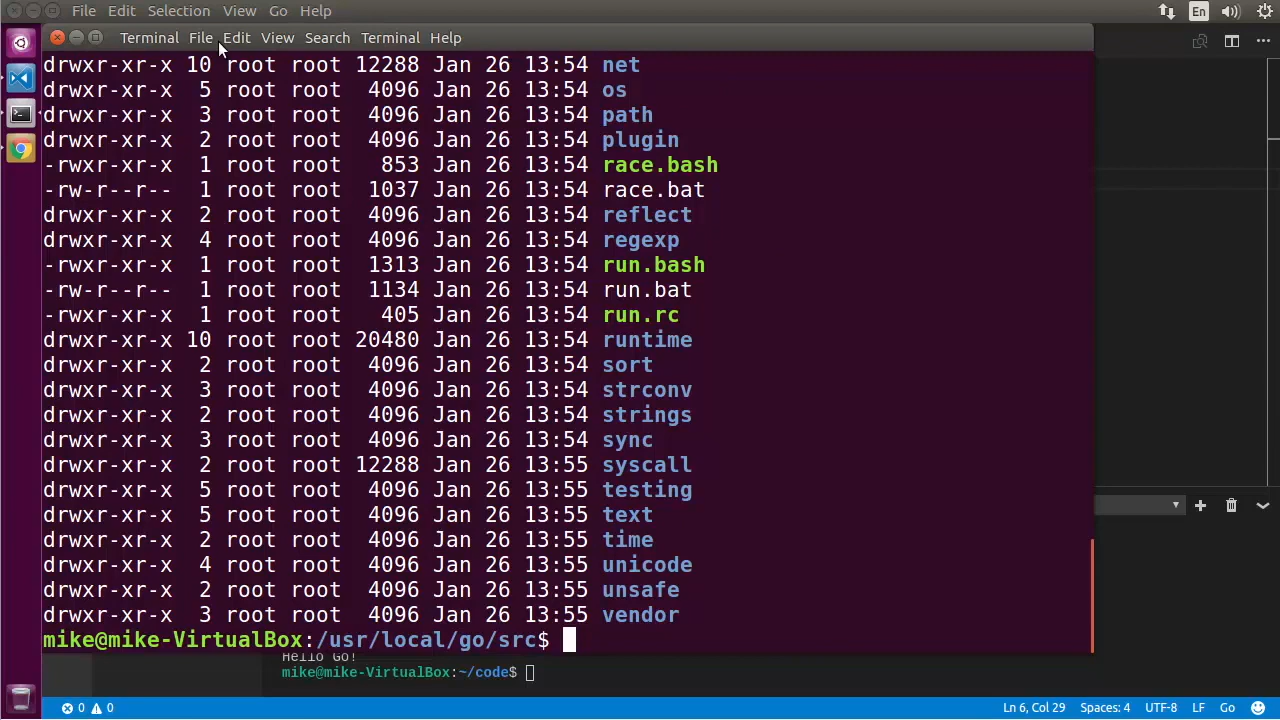 File Edit Selection View Go Help
En
Terminal File Edit View Search Terminal Help
drwxr-xr-x 10 root root 12288 Jan 26 13:54 net
drwxr-xr-x 5 root root 4096 Jan 26 13:54 os
drwxr-xr-x 3 root root 4096 Jan 26 13:54 path
drwxr-xr-x 2 root root 4096 Jan 26 13:54 plugin
-rwxr-xr-x 1 root root 853 Jan 26 13:54 race.bash
-rw-r--r-- 1 root root 1037 Jan 26 13:54 race.bat
drwxr-xr-x 2 root root 4096 Jan 26 13:54 reflect
drwxr-xr-x 4 root root 4096 Jan 26 13:54 regexp
-rwxr-xr-x 1 root root 1313 Jan 26 13:54 run.bash
-rw-r--r-- 1 root root 1134 Jan 26 13:54 run.bat
-rwxr-xr-x 1 root root 405 Jan 26 13:54 run.rc
drwxr-xr-x 10 root root 20480 Jan 26 13:54 runtime
drwxr-xr-x 2 root root 4096 Jan 26 13:54 sort
drwxr-xr-x 3 root root 4096 Jan 26 13:54 strconv
drwxr-xr-x 2 root root 4096 Jan 26 13:54 strings
drwxr-xr-x 3 root root 4096 Jan 26 13:54 sync
drwxr-xr-x 2 root root 12288 Jan 26 13:55 syscall
drwxr-xr-x 5 root root 4096 Jan 26 13:55 testing
drwxr-xr-x 5 root root 4096 Jan 26 13:55 text
drwxr-xr-x 2 root root 4096 Jan 26 13:55 time
drwxr-xr-x 4 root root 4096 Jan 26 13:55 unicode
drwxr-xr-x 2 root root 4096 Jan 26 13:55 unsafe
drwxr-xr-x 3 root root 4096 Jan 26 13:55 vendor
mike@mike-VirtualBox:/usr/local/go/src$
Hello Go!
mike@mike-VirtualBox:~/code$
0 0 Ln 6, Col 29 Spaces: 4 UTF-8 LF Go